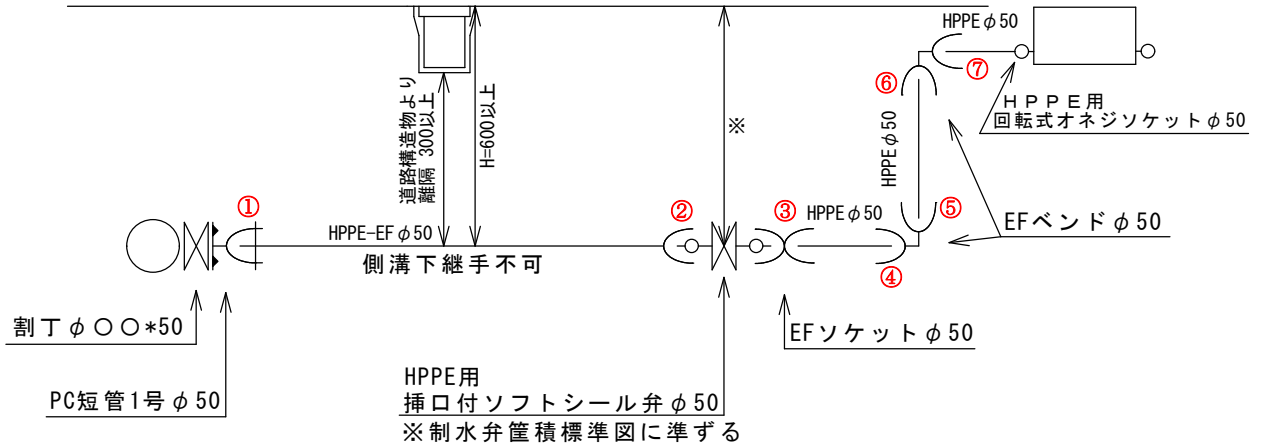 HPPEφ50
⑦
⑥
ＨＰＰＥ用
回転式オネジソケットφ50
道路構造物より
離隔 300以上
H=600以上
※
HPPEφ50
①
HPPE-EFφ50
側溝下継手不可
②
③
HPPEφ50
④
⑤
EFベンドφ50
割丁φ〇〇*50
PC短管1号φ50
EFソケットφ50
HPPE用
挿口付ソフトシール弁φ50
※制水弁筐積標準図に準ずる